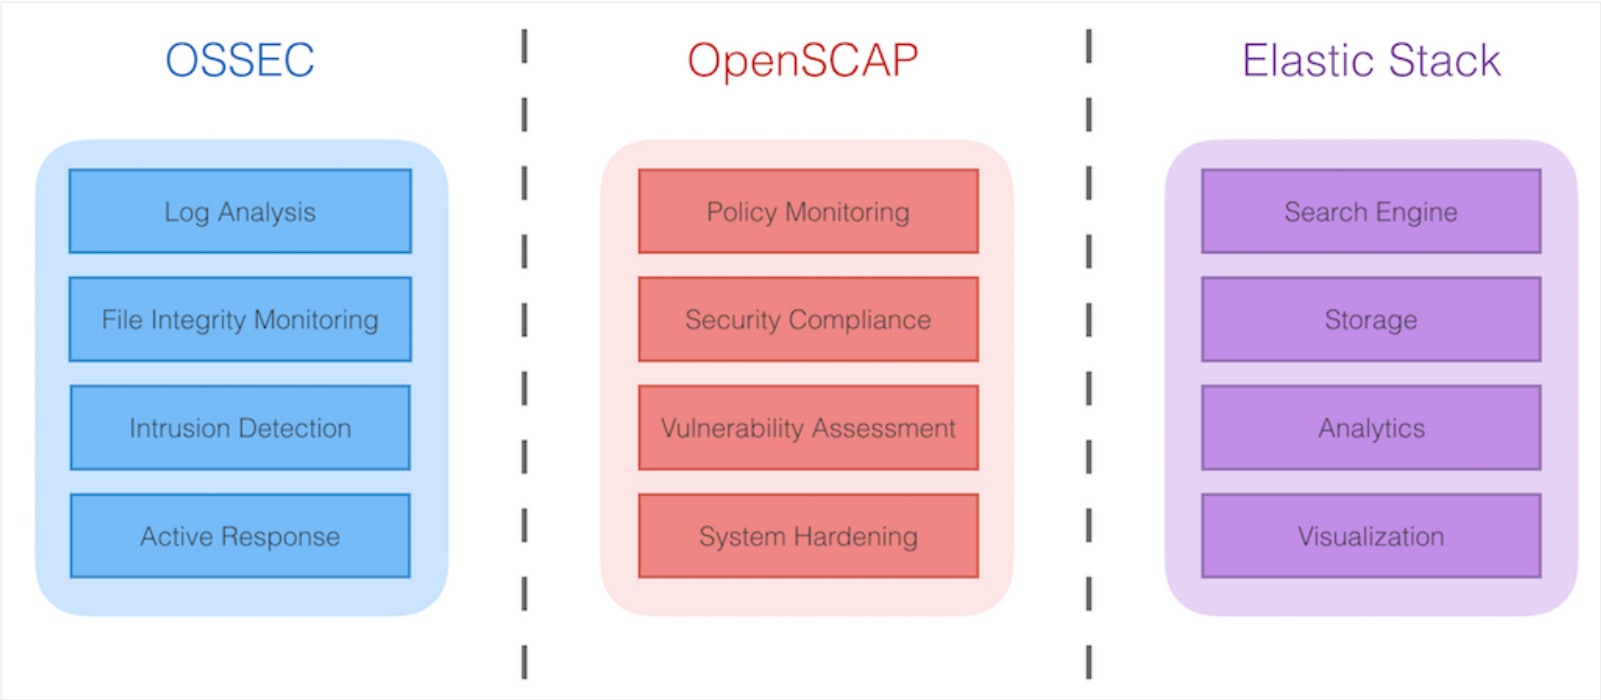 OSSEC
Log Analysis
File Integrity Monitoring
Intrusion Detection
Active Response
OpenSCAP
Policy Monitoring
Security Compliance
Vulnerability Assessment
System Hardening
Elastic Stack
Search Engine
Storage
Analytics
Visualization